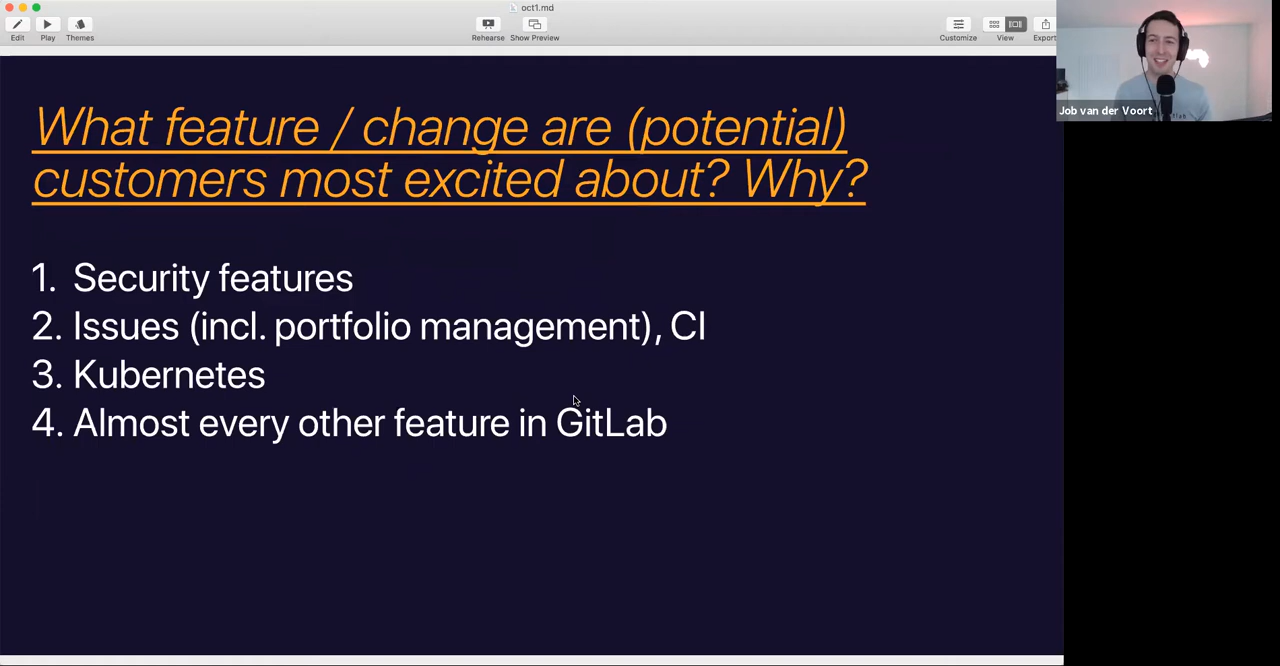 oct1.md
Edit
Play
Themes
Rehearse
Show Preview
Customize
View
Export
Job van der Voort
What feature / change are (potential)
customers most excited about? Why?
1. Security features
2. Issues (incl. portfolio management), CI
3. Kubernetes
4. Almost every other feature in GitLab